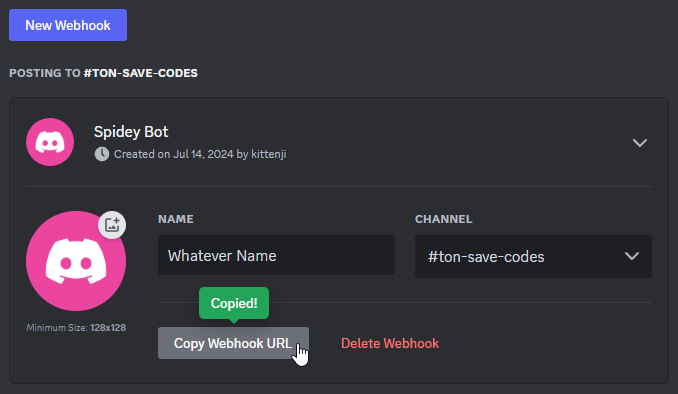 New Webhook
POSTING TO #TON-SAVE-CODES
Spidey Bot
Created on Jul 14, 2024 by kittenji
NAME
CHANNEL
Whatever Name
#ton-save-codes
Minimum Size: 128x128
Copied!
Copy Webhook URL
Delete Webhook